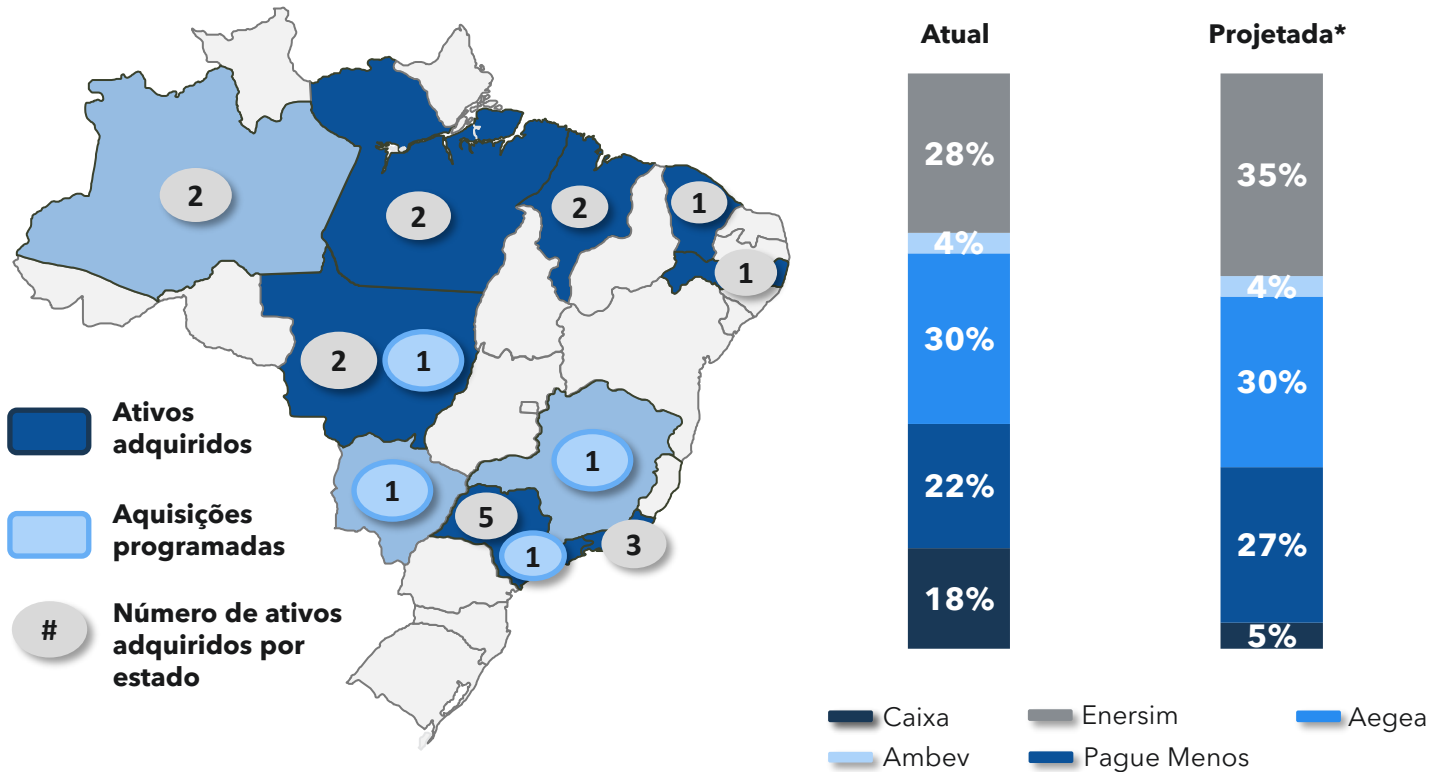 2
2
2
1
1
2
1
1
1
5
1
3
Ativos
adquiridos
Aquisições
programadas
#
Número de ativos
adquiridos por
estado
Atual
28%
4%
30%
22%
18%
Projetada*
35%
4%
30%
27%
5%
Caixa
Enersim
Aegea
Ambev
Pague Menos